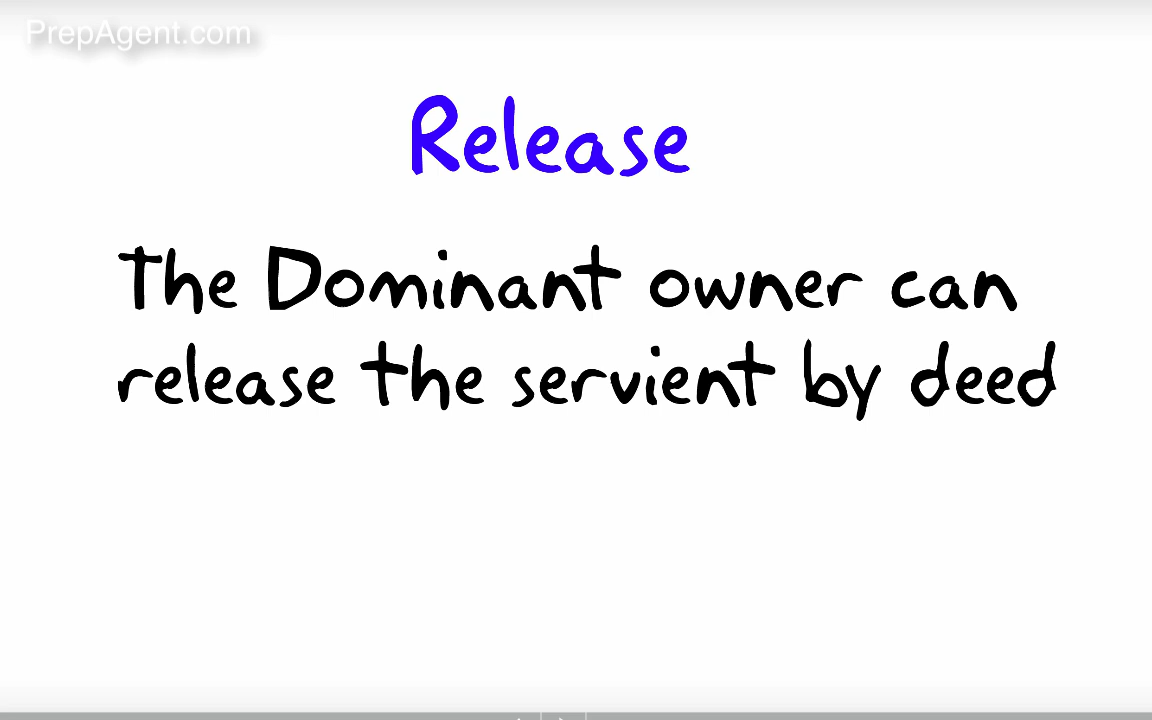 PrepAgent.com
Release
The Dominant owner can
release the servient by deed